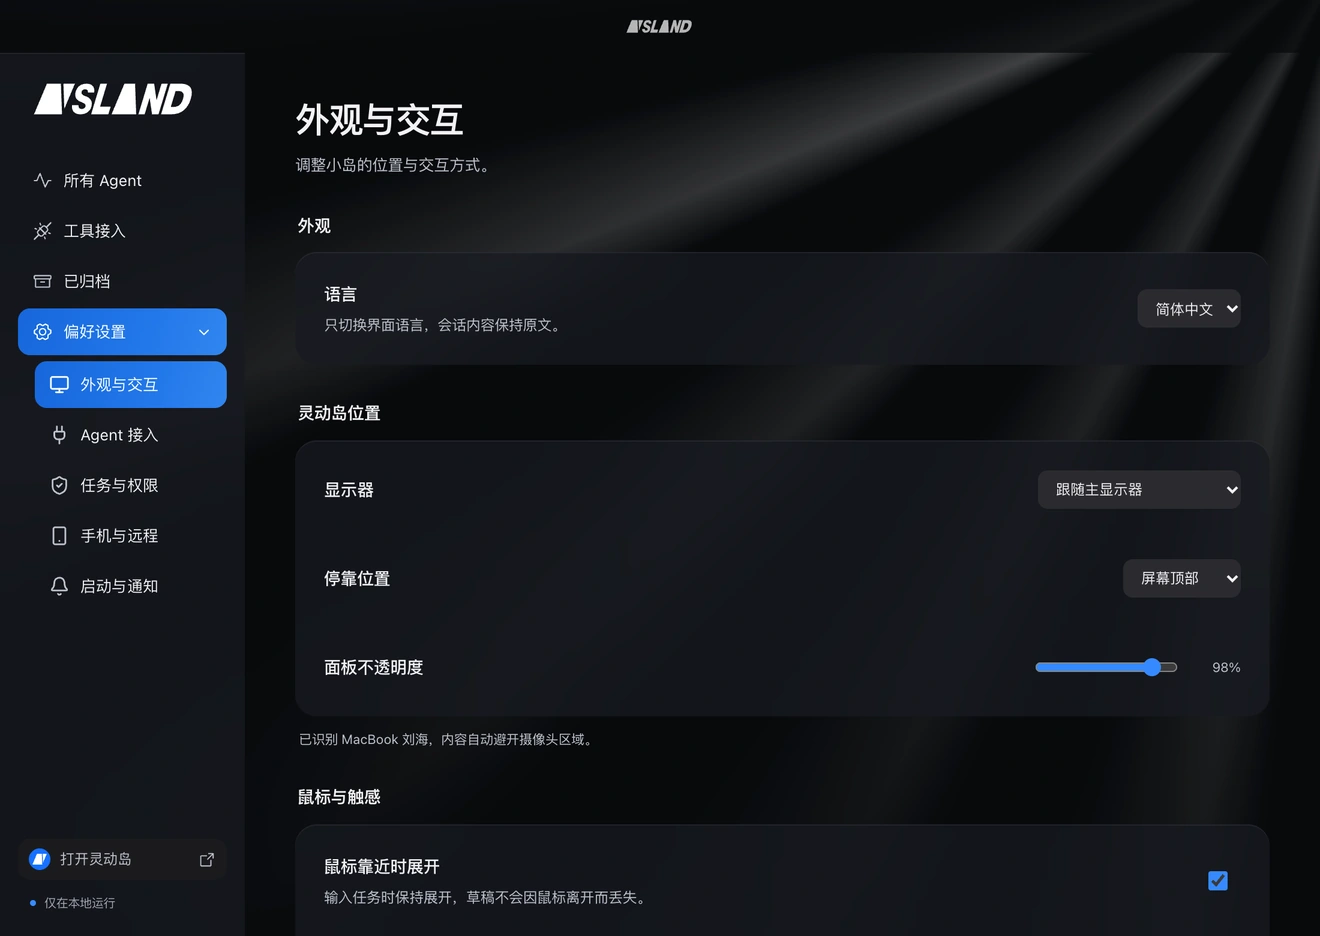 AISLAND
AISLAND
所有 Agent
工具接入
已归档
偏好设置
外观与交互
Agent 接入
任务与权限
手机与远程
启动与通知
打开灵动岛
仅在本地运行
外观与交互
调整小岛的位置与交互方式。
外观
语言
简体中文
只切换界面语言，会话内容保持原文。
灵动岛位置
显示器
跟随主显示器
停靠位置
屏幕顶部
面板不透明度
98%
已识别 MacBook 刘海，内容自动避开摄像头区域。
鼠标与触感
鼠标靠近时展开
输入任务时保持展开，草稿不会因鼠标离开而丢失。